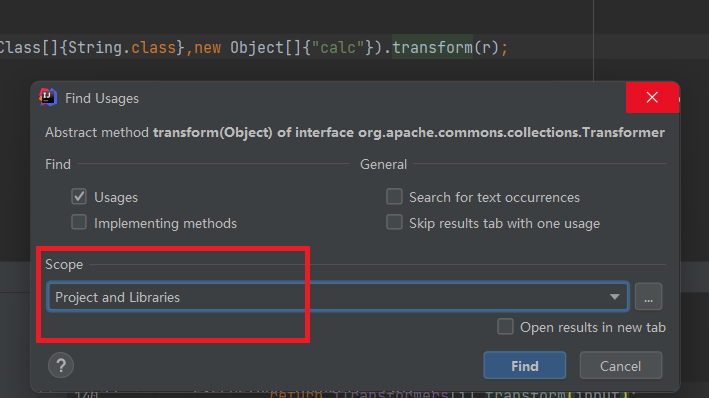 Class[]{String.class},new Object[]{"calc"}).transform(r);
Find Usages
Abstract method transform(Object) of interface org.apache.commons.collections.Transformer
Find
General
Usages
Search for text occurrences
Implementing methods
Skip results tab with one usage
Scope
Project and Libraries
...
Open results in new tab
?
Find
Cancel